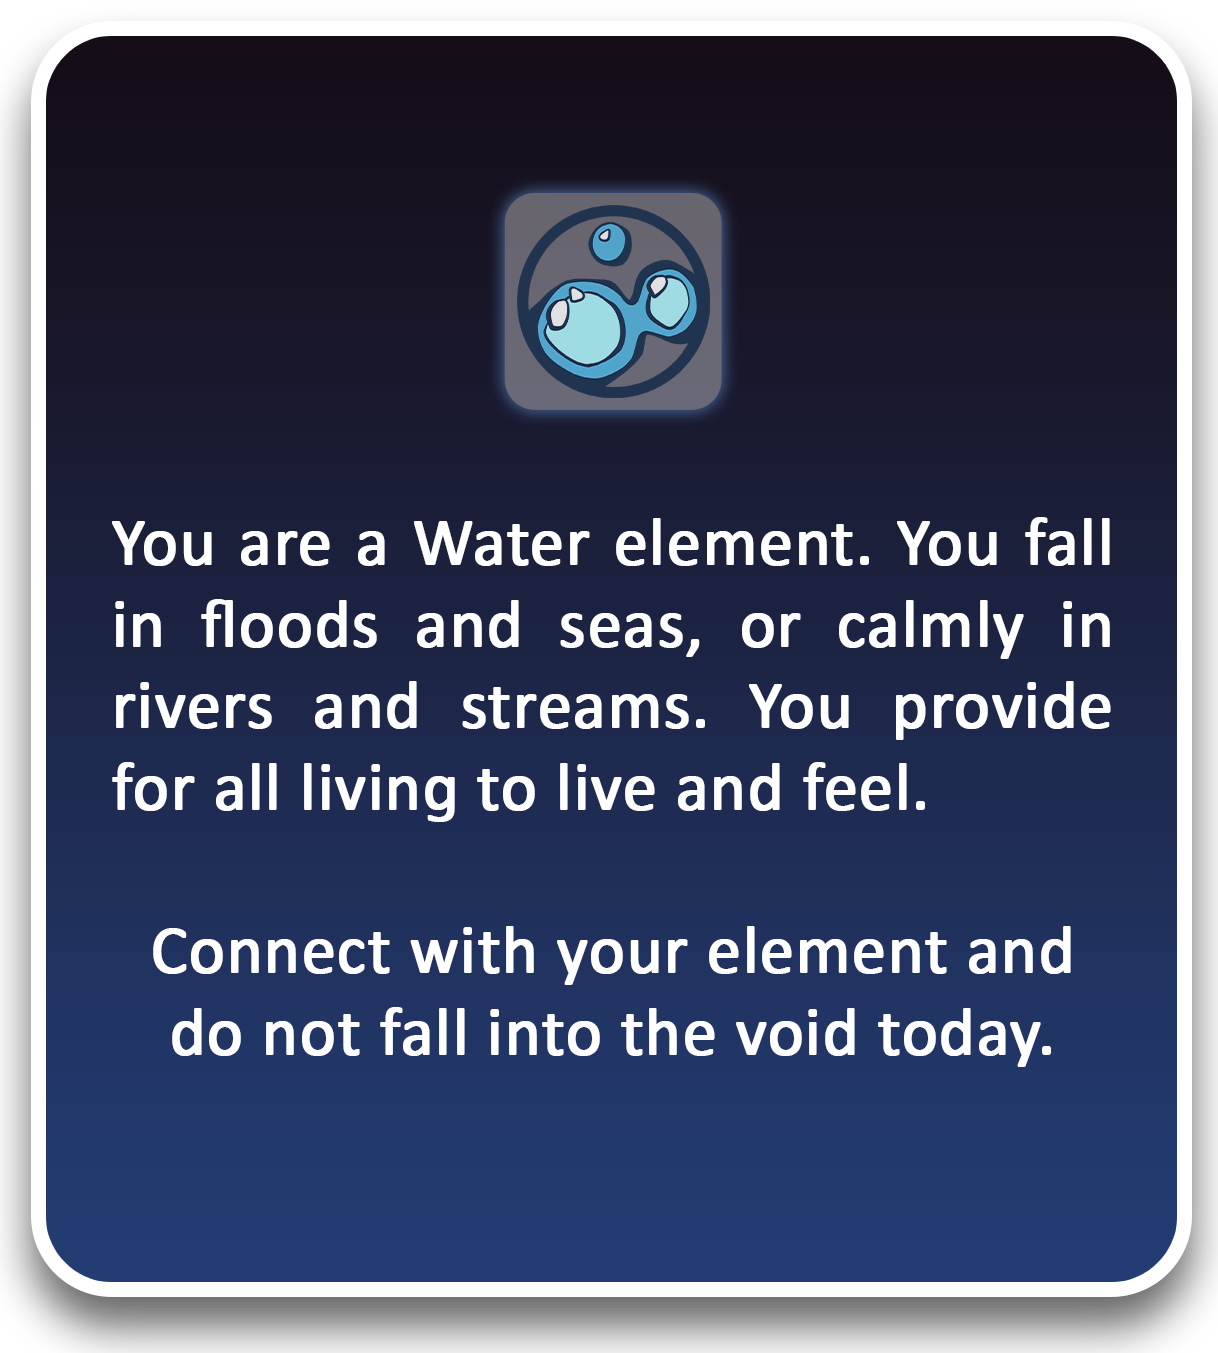 You are a Water element. You fall
in floods and seas, or calmly in
rivers and streams. You provide
for all living to live and feel.
Connect with your element and
do not fall into the void today.